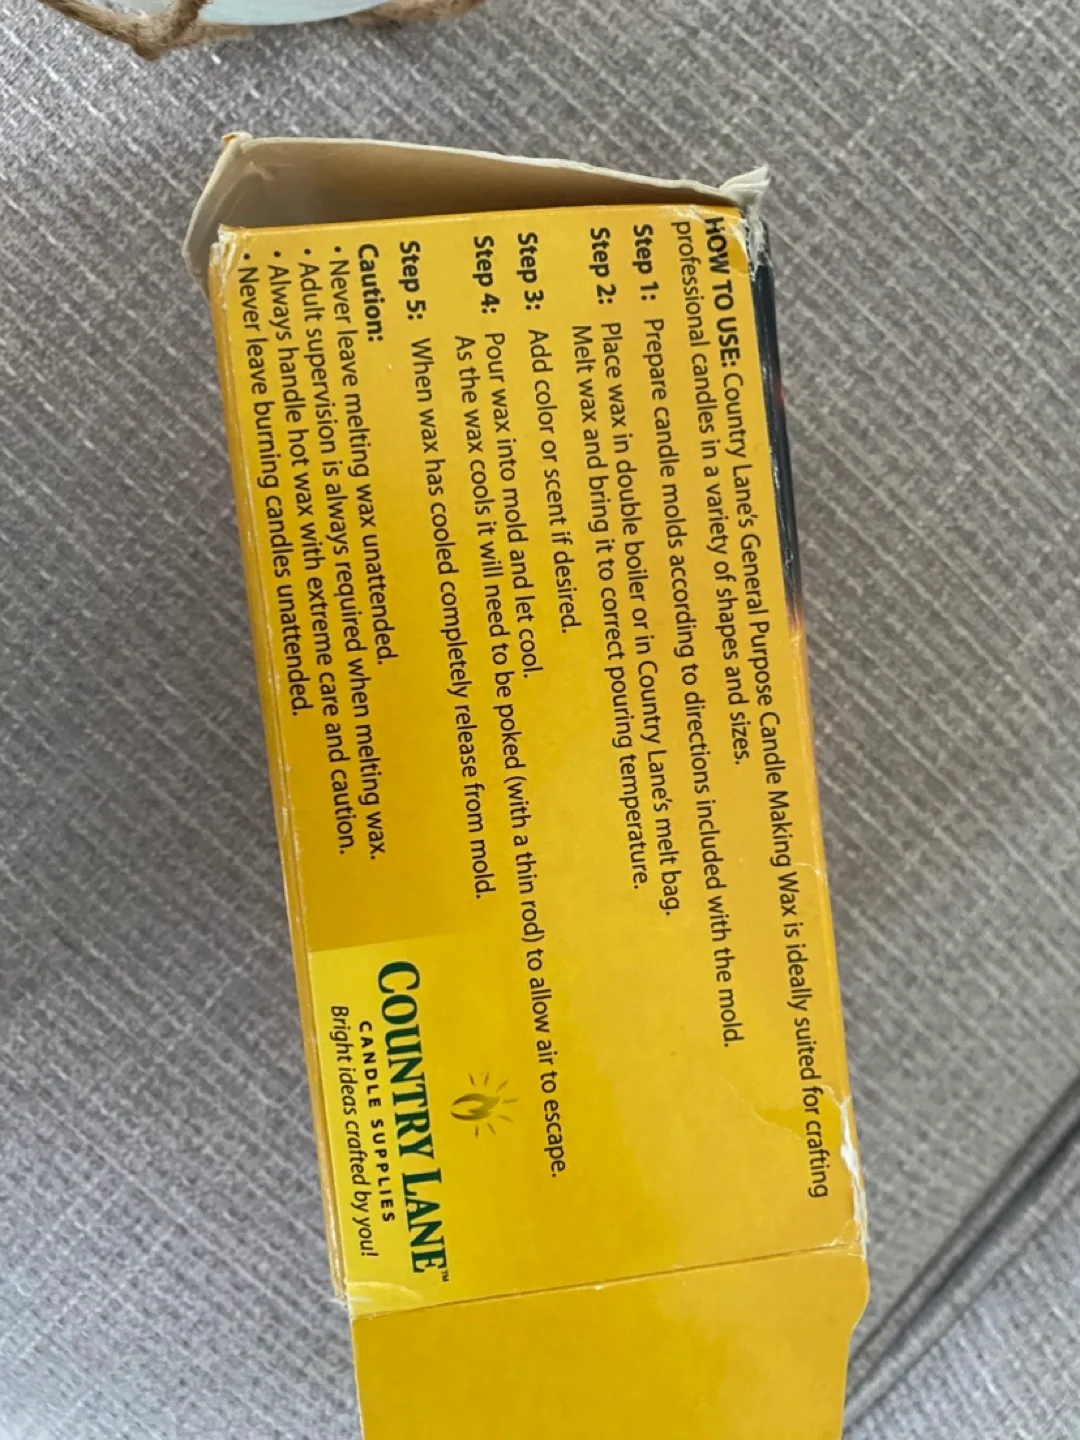 HOW TO USE: Country Lane's General Purpose Candle Making Wax is ideally suited for crafting
professional candles in a variety of shapes and sizes.
Step 1: Prepare candle molds according to directions included with the mold.
Step 2: Place wax in double boiler or in Country Lane's melt bag.
Melt wax and bring it to correct pouring temperature.
Step 3: Add color or scent if desired.
Step 4: Pour wax into mold and let cool.
As the wax cools it will need to be poked (with a thin rod) to allow air to escape.
Step 5: When wax has cooled completely release from mold.
Caution:
• Never leave melting wax unattended.
• Adult supervision is always required when melting wax.
• Always handle hot wax with extreme care and caution.
• Never leave burning candles unattended.
COUNTRY LANE™
CANDLE SUPPLIES
Bright ideas crafted by you!